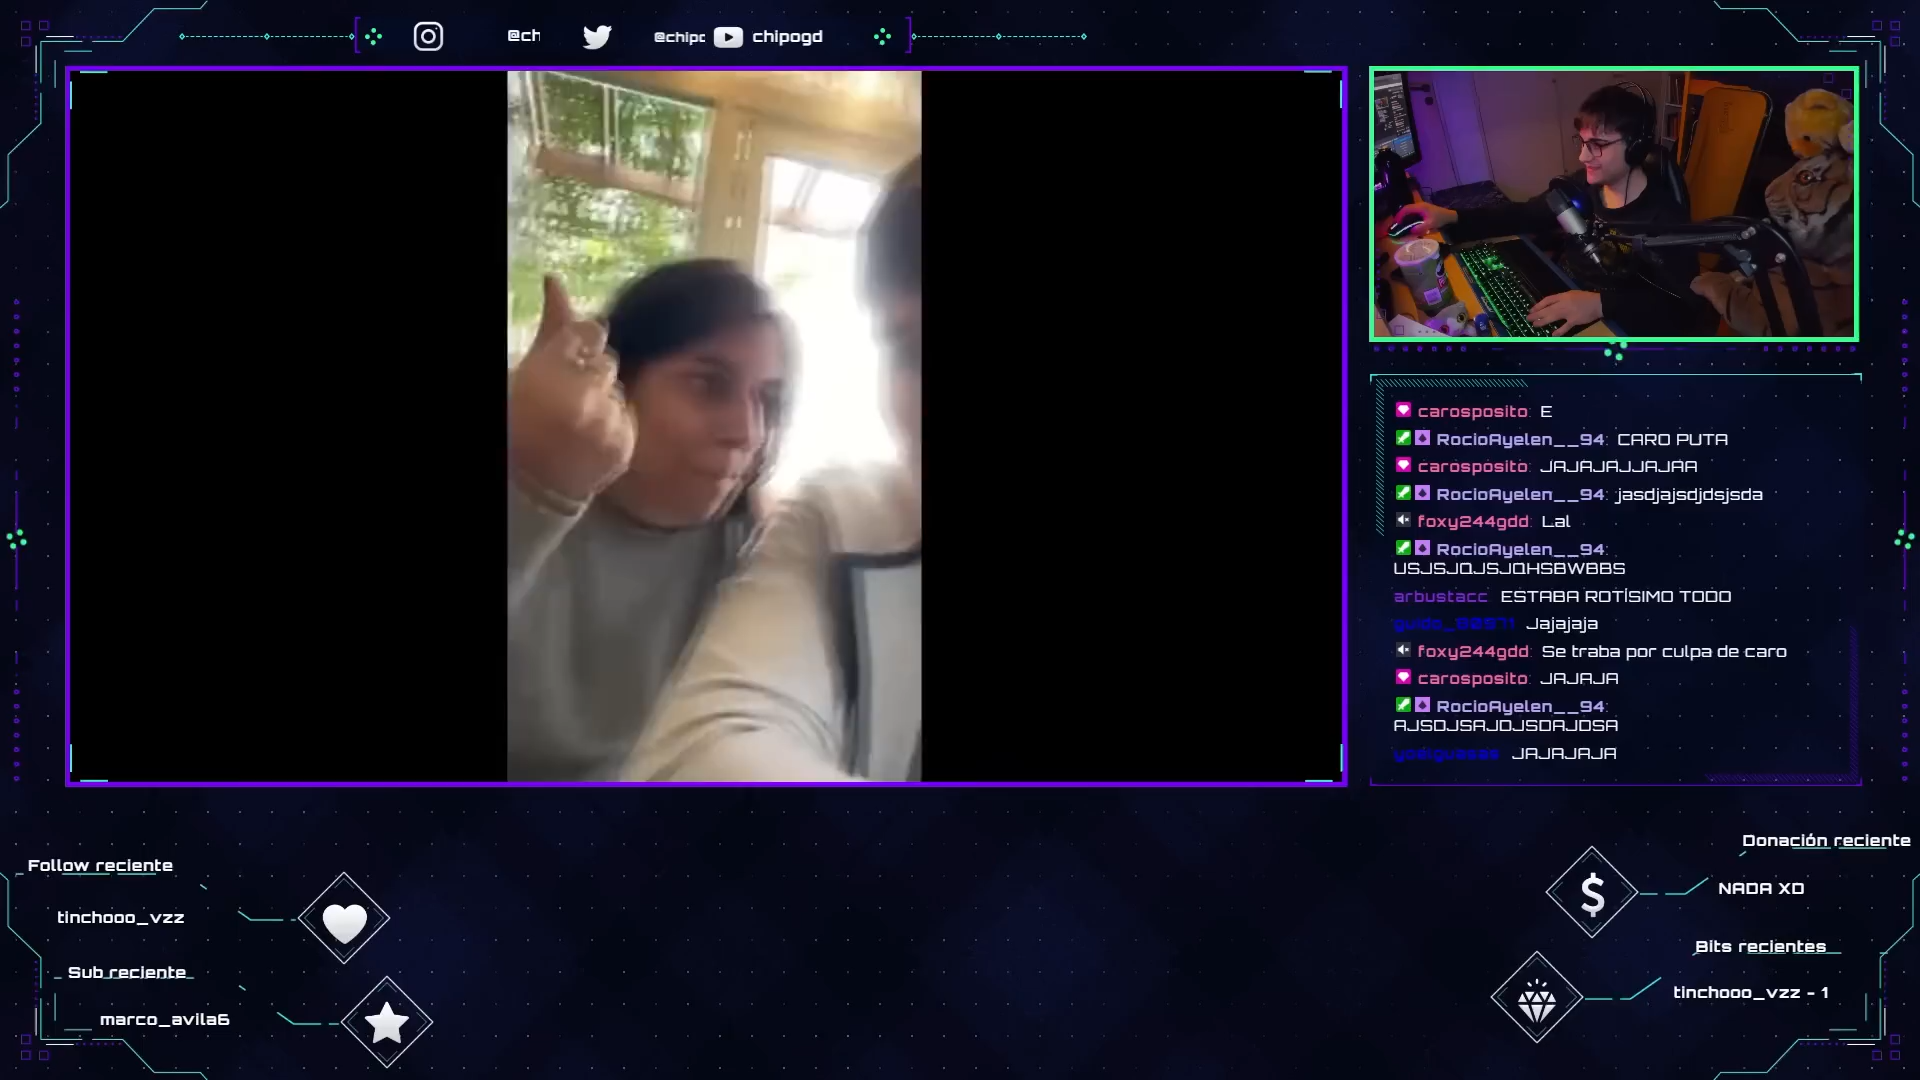 @ch
@chipc
chipogd
carosposito: E
RocioAyelen__94: CARO PUTA
carosposito: JAJAJAJJAJAA
RocioAyelen__94: jasdjajsdjdsjsda
foxy244gdd: Lal
RocioAyelen__94:
USJSJQJSJQHSBWBBS
arbustacc ESTABA ROTÍSIMO TODO
Jajajaja
foxy244gdd: Se traba por culpa de caro
carosposito: JAJAJA
RocioAyelen__94:
AJSDJSAJDJSDAJDSA
JAJAJAJA
Follow reciente
tinchooo_vzz
Sub reciente
marco_avila6
Donación reciente
NADA XD
Bits recientes
tinchooo_vzz - 1